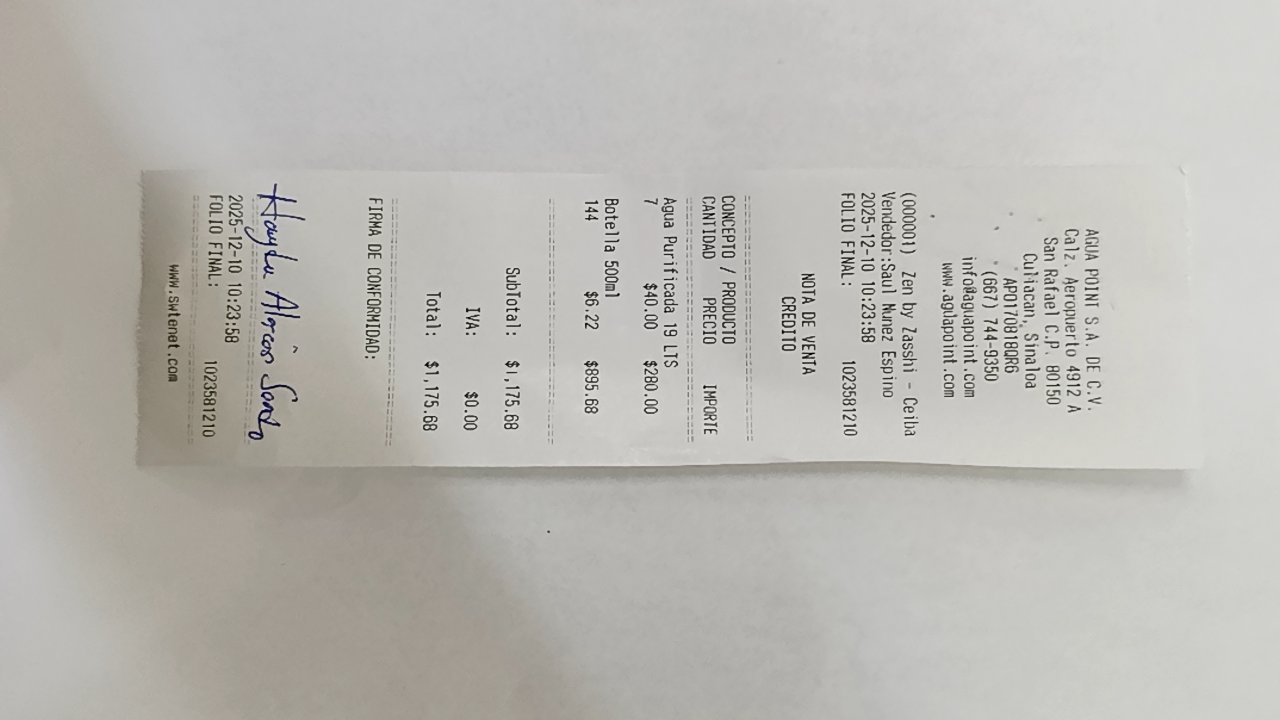 AGUA POINT S.A. DE C.V.
Calz. Aeropuerto 4912 A
San Rafael C.P. 80150
Culiacan, Sinaloa
APO170818QR6
(667) 744-9350
info@aguapoint.com
www.aguapoint.com
(000001) Zen by Zasshi - Ceiba
Vendedor:Saul Nunez Espino
2025-12-10 10:23:58
FOLIO FINAL: 1023581210
NOTA DE VENTA
CREDITO
CONCEPTO / PRODUCTO
CANTIDAD PRECIO IMPORTE
Agua Purificada 19 LTS
7 $40.00 $280.00
Botella 500ml
144 $6.22 $895.68
SubTotal: $1,175.68
IVA: $0.00
Total: $1,175.68
FIRMA DE CONFORMIDAD:
2025-12-10 10:23:58
FOLIO FINAL: 1023581210
www.swtenet.com